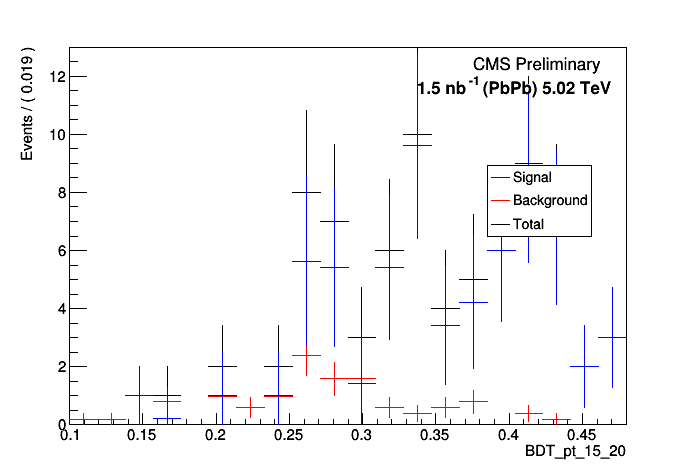 CMS Preliminary
1.5 nb-1 (PbPb) 5.02 TeV
Events / ( 0.019 )
12
10
8
6
4
2
0
Signal
Background
Total
0.1 0.15 0.2 0.25 0.3 0.35 0.4 0.45
BDT_pt_15_20